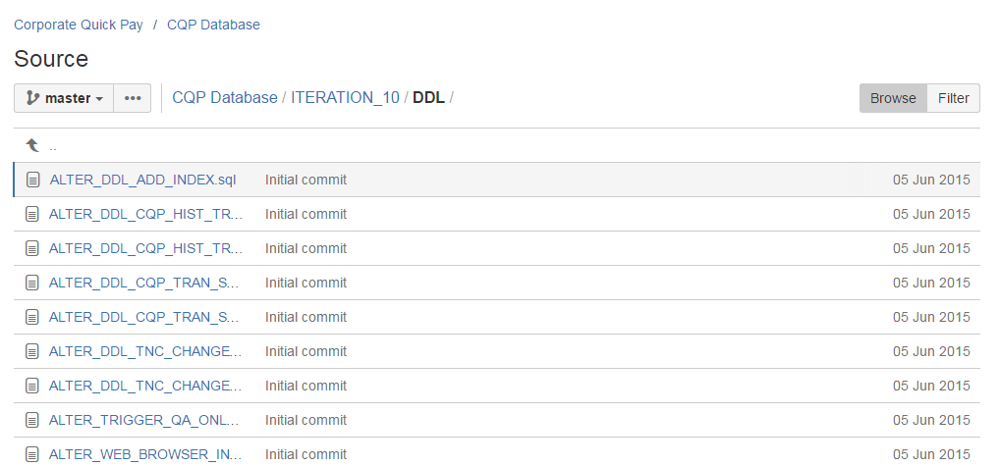 Corporate Quick Pay / CQP Database
Source
master ••• CQP Database / ITERATION_10 / DDL / Browse Filter
..
ALTER_DDL_ADD_INDEX.sql Initial commit 05 Jun 2015
ALTER_DDL_CQP_HIST_TR... Initial commit 05 Jun 2015
ALTER_DDL_CQP_HIST_TR... Initial commit 05 Jun 2015
ALTER_DDL_CQP_TRAN_S... Initial commit 05 Jun 2015
ALTER_DDL_CQP_TRAN_S... Initial commit 05 Jun 2015
ALTER_DDL_TNC_CHANGE... Initial commit 05 Jun 2015
ALTER_DDL_TNC_CHANGE... Initial commit 05 Jun 2015
ALTER_TRIGGER_QA_ONL... Initial commit 05 Jun 2015
ALTER_WEB_BROWSER_IN... Initial commit 05 Jun 2015